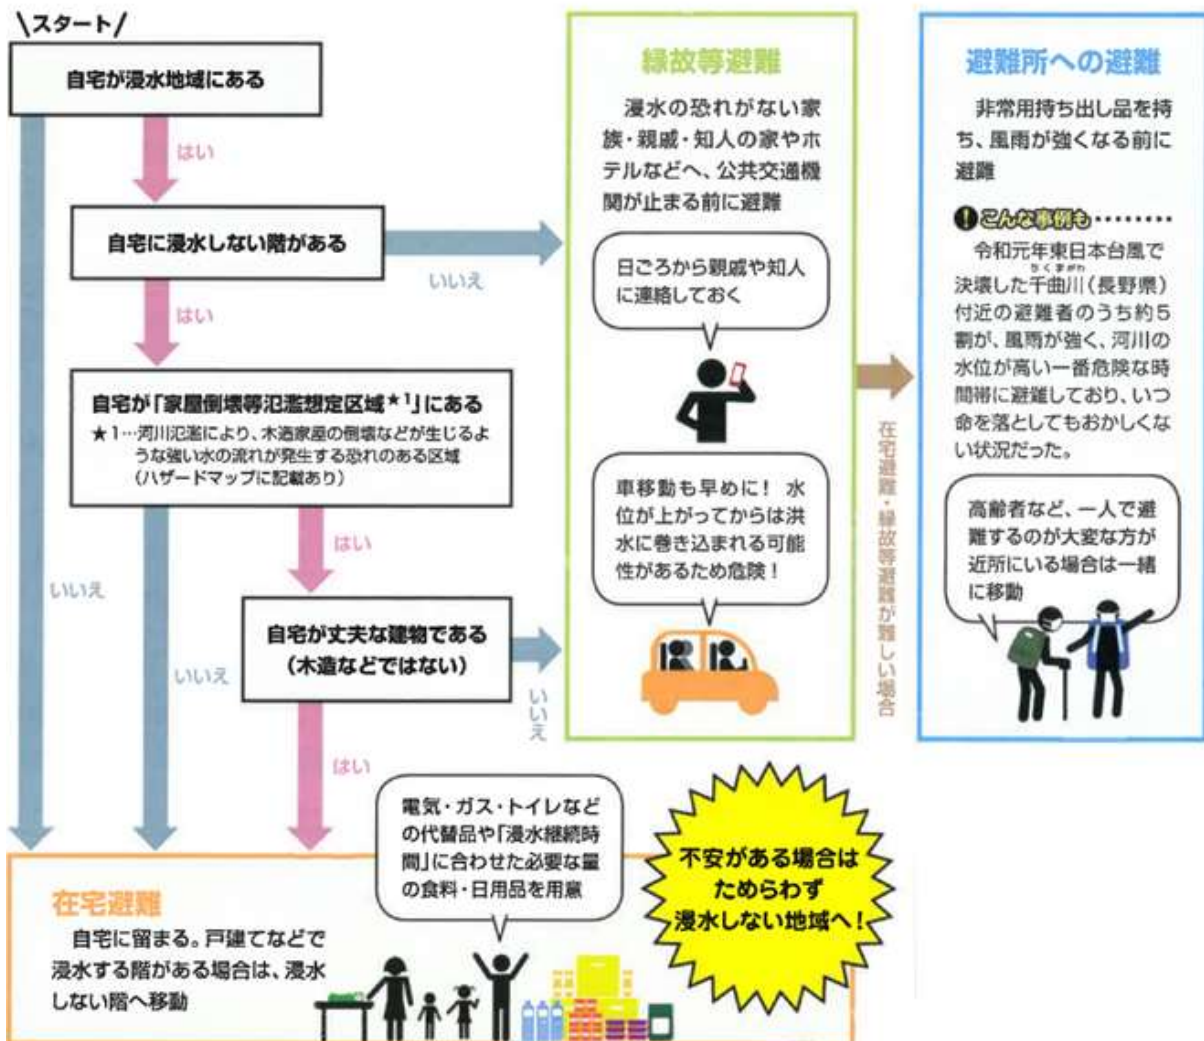 \スタート/
自宅が浸水地域にある
はい
自宅に浸水しない階がある
いいえ
はい
自宅が「家屋倒壊等氾濫想定区域★1」にある
★1…河川氾濫により、木造家屋の倒壊などが生じるよ
うな強い水の流れが発生する恐れのある区域
(ハザードマップに記載あり)
はい
いいえ
いいえ
自宅が丈夫な建物である
(木造などではない)
いいえ
はい
縁故等避難
浸水の恐れがない家
族・親戚・知人の家やホ
テルなどへ、公共交通機
関が止まる前に避難
日ごろから親戚や知人
に連絡しておく
車移動も早めに! 水
位が上がってからは洪
水に巻き込まれる可能
性があるため危険!
在宅避難・縁故等避難が難しい場合
避難所への避難
非常用持ち出し品を持
ち、風雨が強くなる前に
避難
!こんな事例も………
令和元年東日本台風で
ちくまがわ
決壊した千曲川(長野県)
付近の避難者のうち約5
割が、風雨が強く、河川の
水位が高い一番危険な時
間帯に避難しており、いつ
命を落としてもおかしくな
い状況だった。
高齢者など、一人で避
難するのが大変な方が
近所にいる場合は一緒
に移動
在宅避難
自宅に留まる。戸建てなどで
浸水する階がある場合は、浸水
しない階へ移動
電気・ガス・トイレなど
の代替品や「浸水継続時
間」に合わせた必要な量
の食料・日用品を用意
不安がある場合は
ためらわず
浸水しない地域へ!